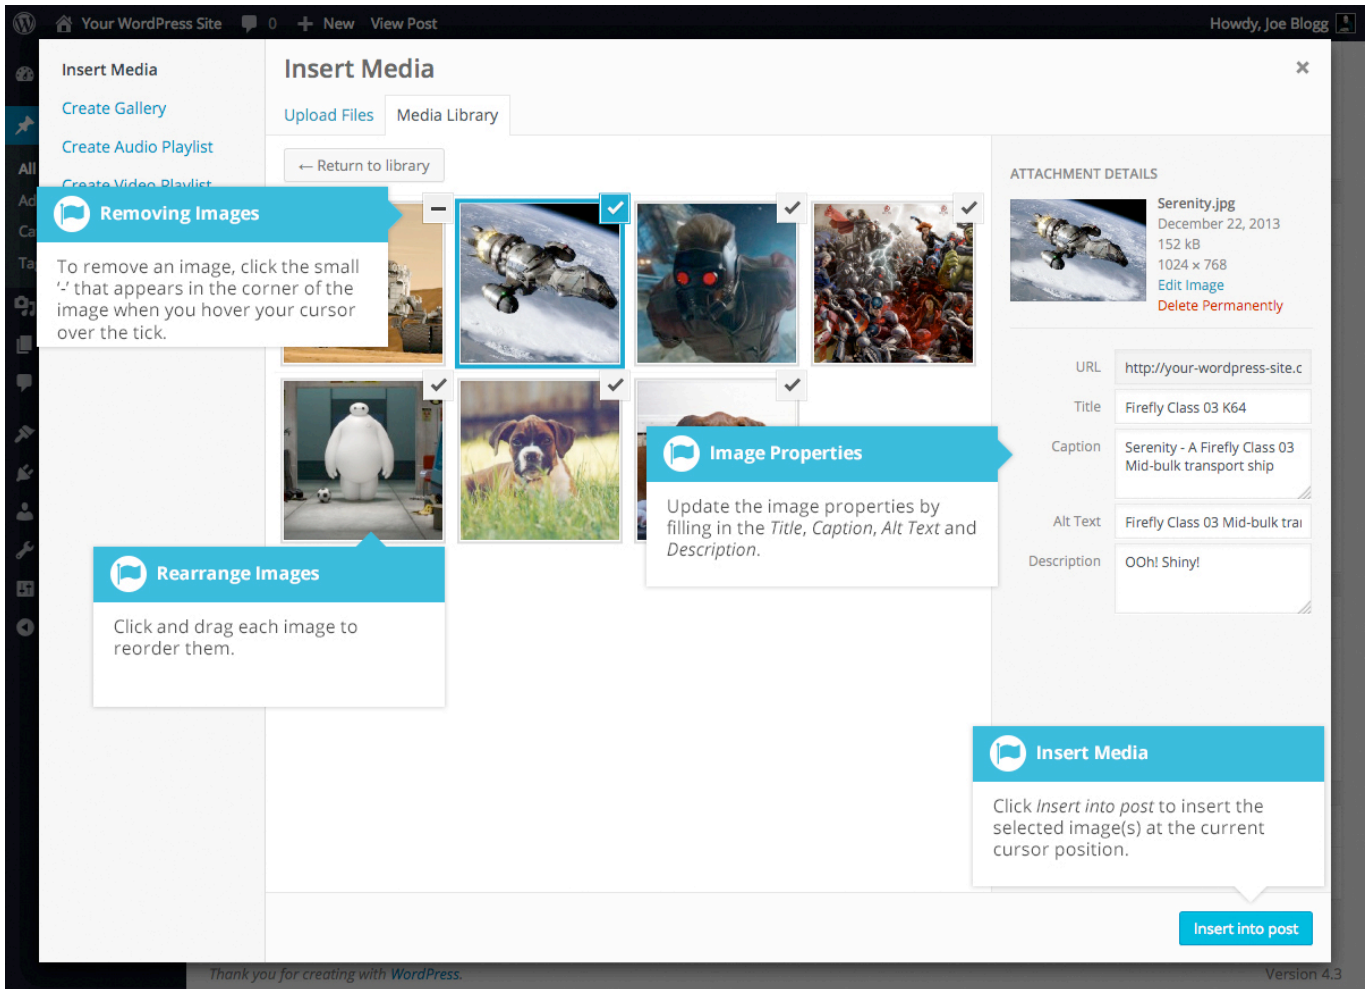 Your WordPress Site
0
New
View Post
Howdy, Joe Blogg
Insert Media
Create Gallery
Create Audio Playlist
Create Video Playlist
All
Ad
Ca
Ta
Insert Media
×
Upload Files
Media Library
← Return to library
Removing Images
To remove an image, click the small
'-' that appears in the corner of the
image when you hover your cursor
over the tick.
Rearrange Images
Click and drag each image to
reorder them.
Image Properties
Update the image properties by
filling in the Title, Caption, Alt Text and
Description.
ATTACHMENT DETAILS
Serenity.jpg
December 22, 2013
152 kB
1024 × 768
Edit Image
Delete Permanently
URL
http://your-wordpress-site.c
Title
Firefly Class 03 K64
Caption
Serenity - A Firefly Class 03
Mid-bulk transport ship
Alt Text
Firefly Class 03 Mid-bulk tra
Description
OOh! Shiny!
Insert Media
Click Insert into post to insert the
selected image(s) at the current
cursor position.
Insert into post
Thank you for creating with WordPress.
Version 4.3